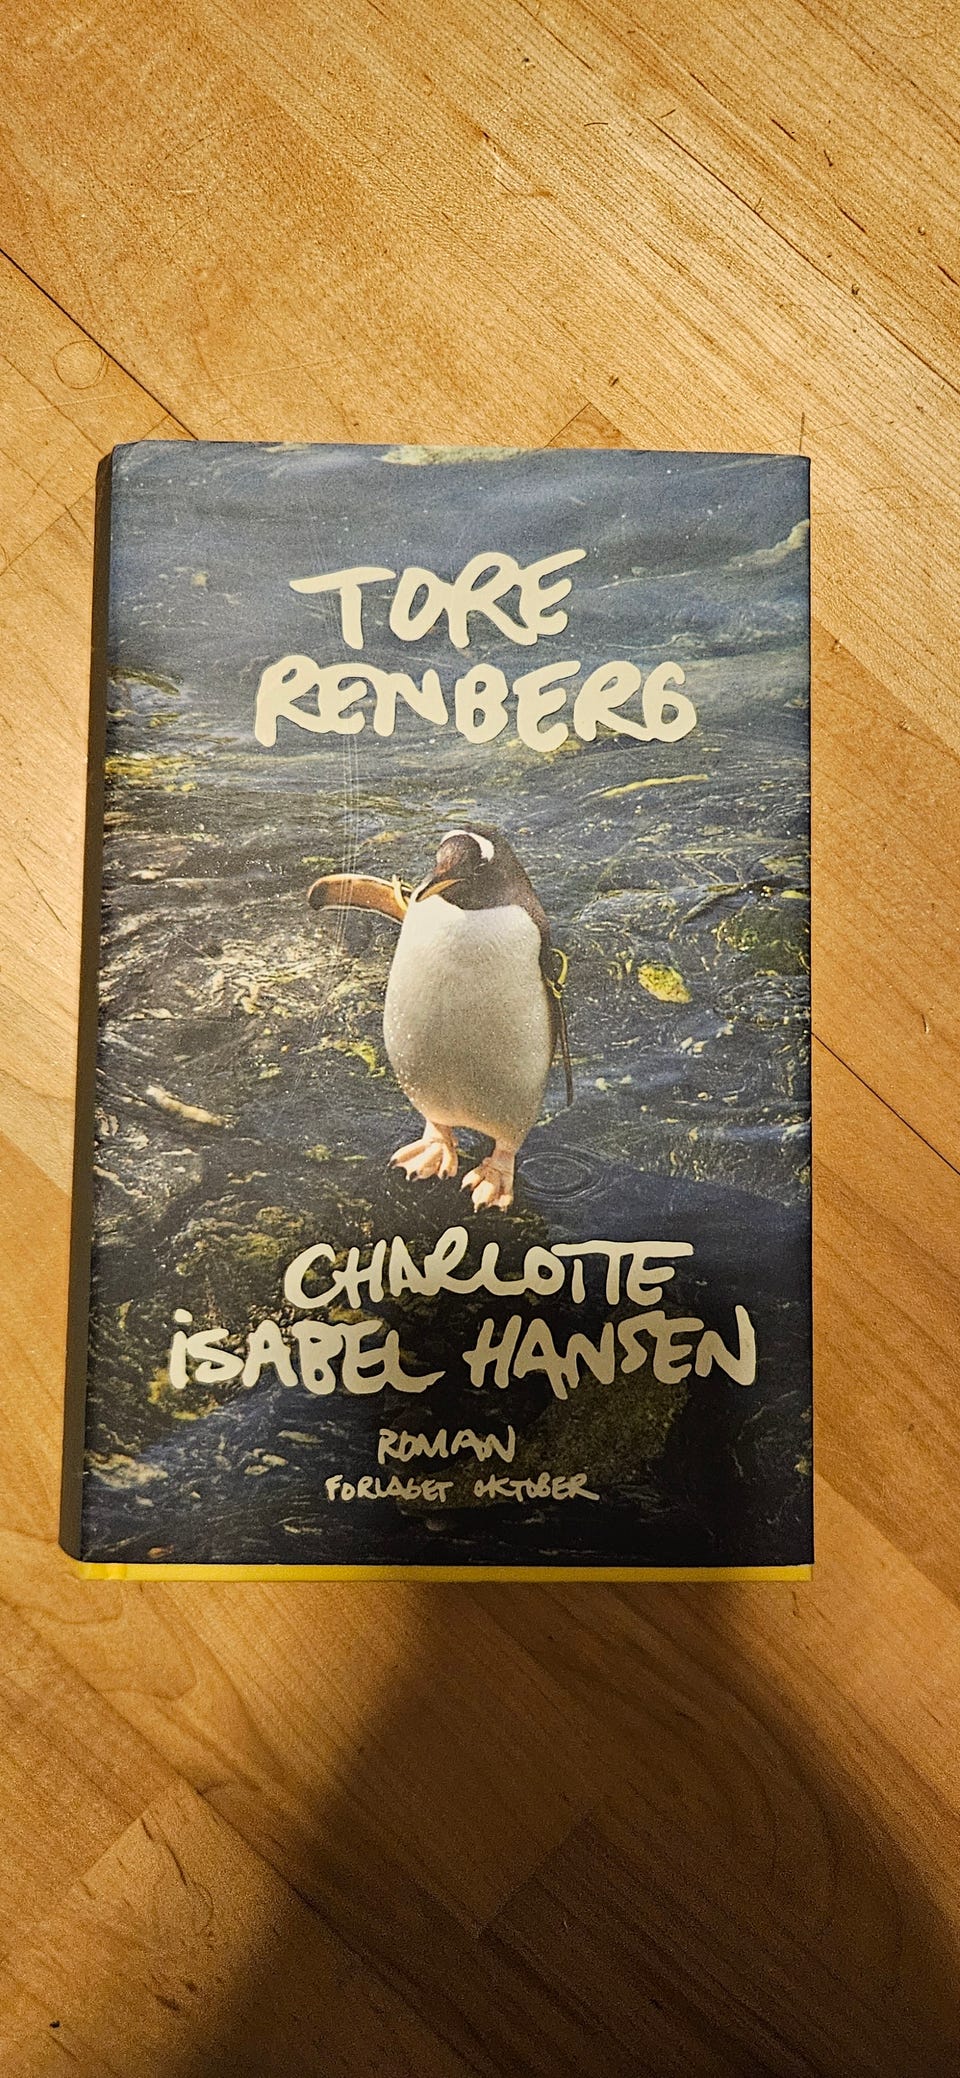 TORE
RENBERG
CHARLOTTE
ISABEL HANSEN
ROMAN
FORLAGET OKTOBER